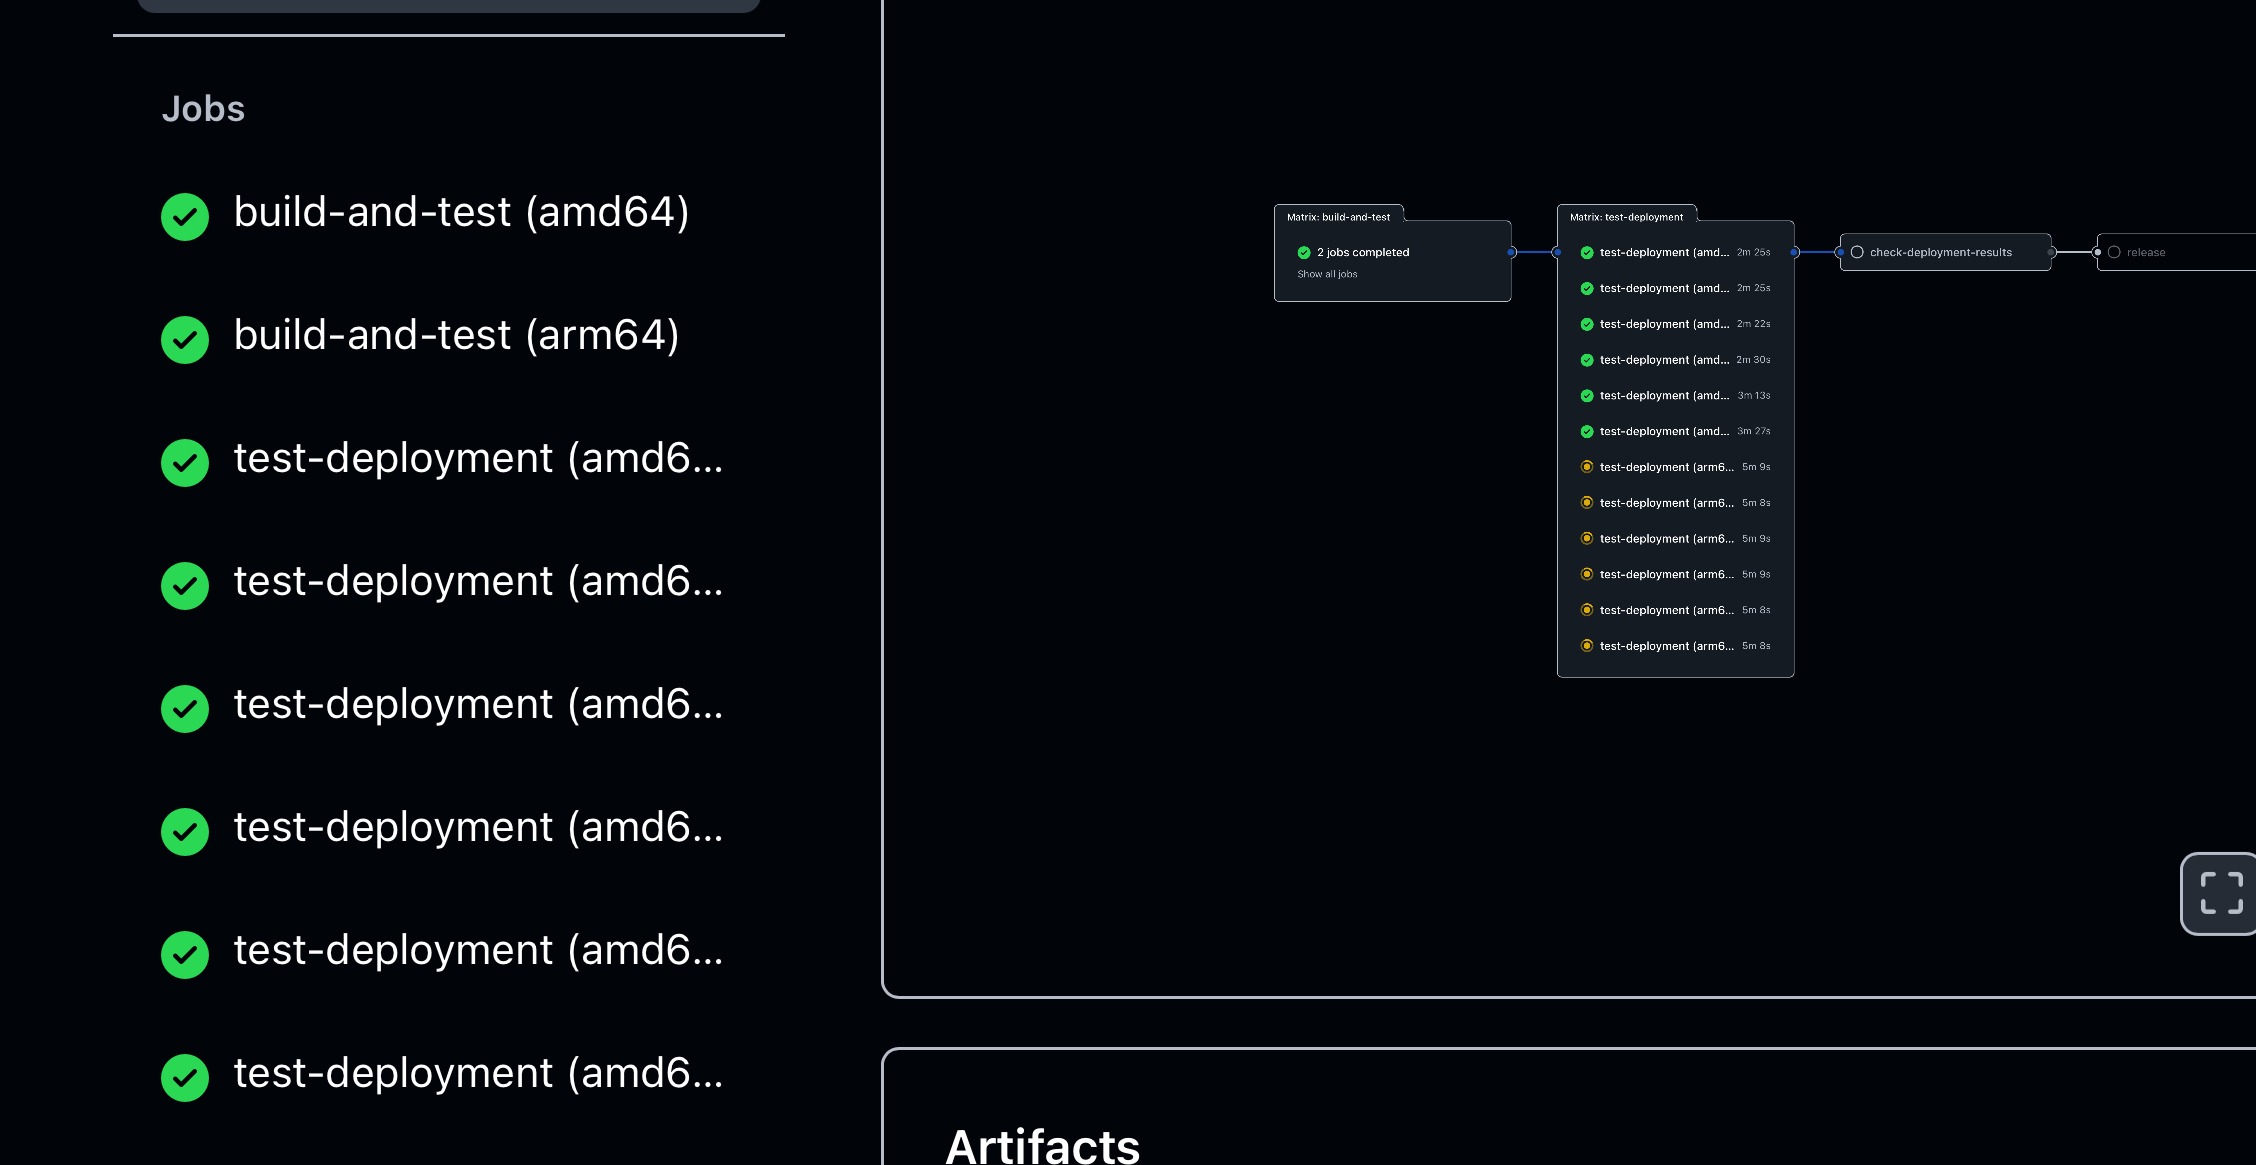 Jobs
build-and-test (amd64)
build-and-test (arm64)
test-deployment (amd6...
test-deployment (amd6...
test-deployment (amd6...
test-deployment (amd6...
test-deployment (amd6...
test-deployment (amd6...
Matrix: build-and-test
2 jobs completed
Show all jobs
Matrix: test-deployment
test-deployment (amd... 2m 26s
test-deployment (amd... 2m 25s
test-deployment (amd... 2m 22s
test-deployment (amd... 2m 30s
test-deployment (amd... 3m 13s
test-deployment (amd... 3m 27s
test-deployment (arm6... 5m 9s
test-deployment (arm6... 5m 8s
test-deployment (arm6... 5m 9s
test-deployment (arm6... 5m 9s
test-deployment (arm6... 5m 8s
test-deployment (arm6... 5m 8s
check-deployment-results
release
Artifacts